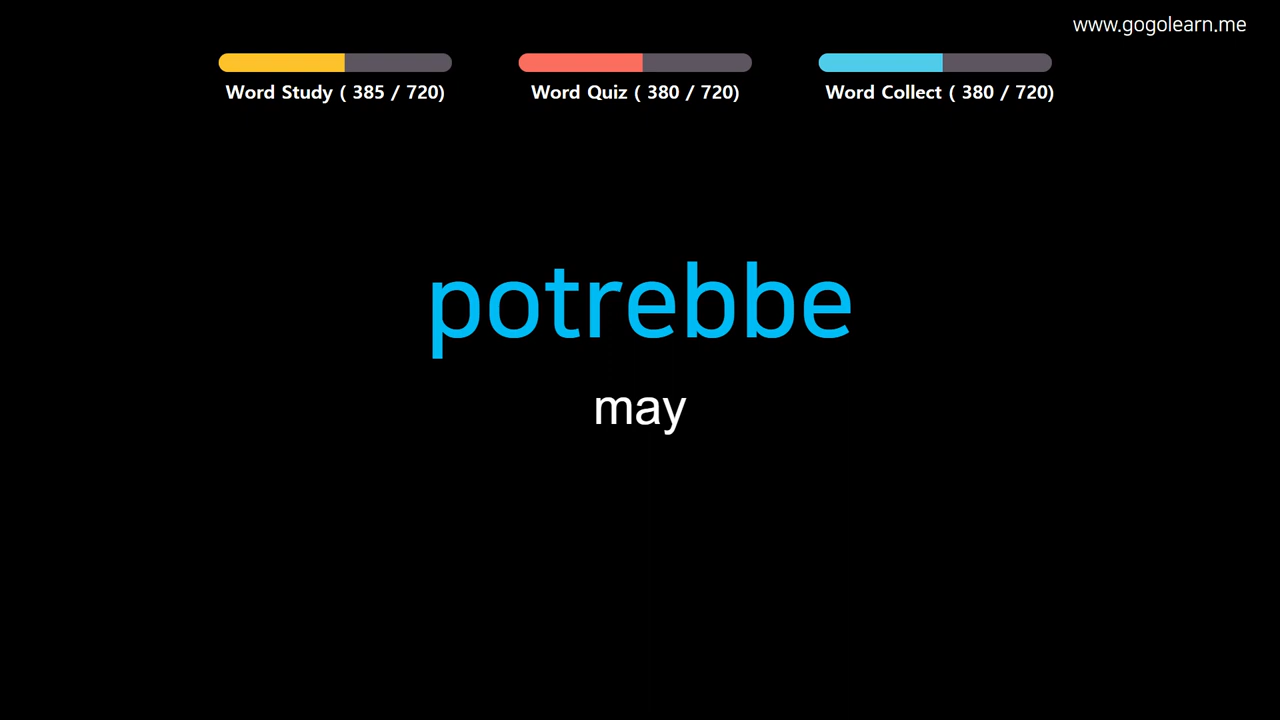 www.gogolearn.me
Word Study ( 385 / 720)
Word Quiz ( 380 / 720)
Word Collect ( 380 / 720)
potrebbe
may